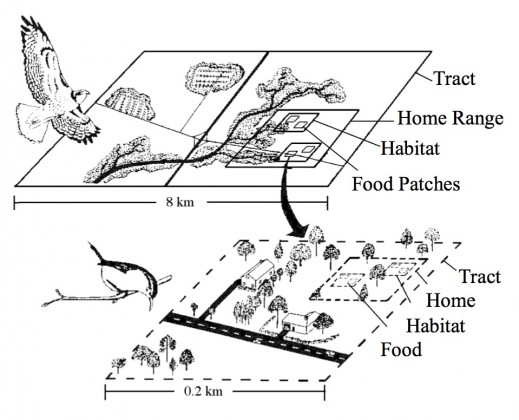 Tract
Home Range
Habitat
Food Patches
8 km
Tract
Home
Habitat
Food
0.2 km